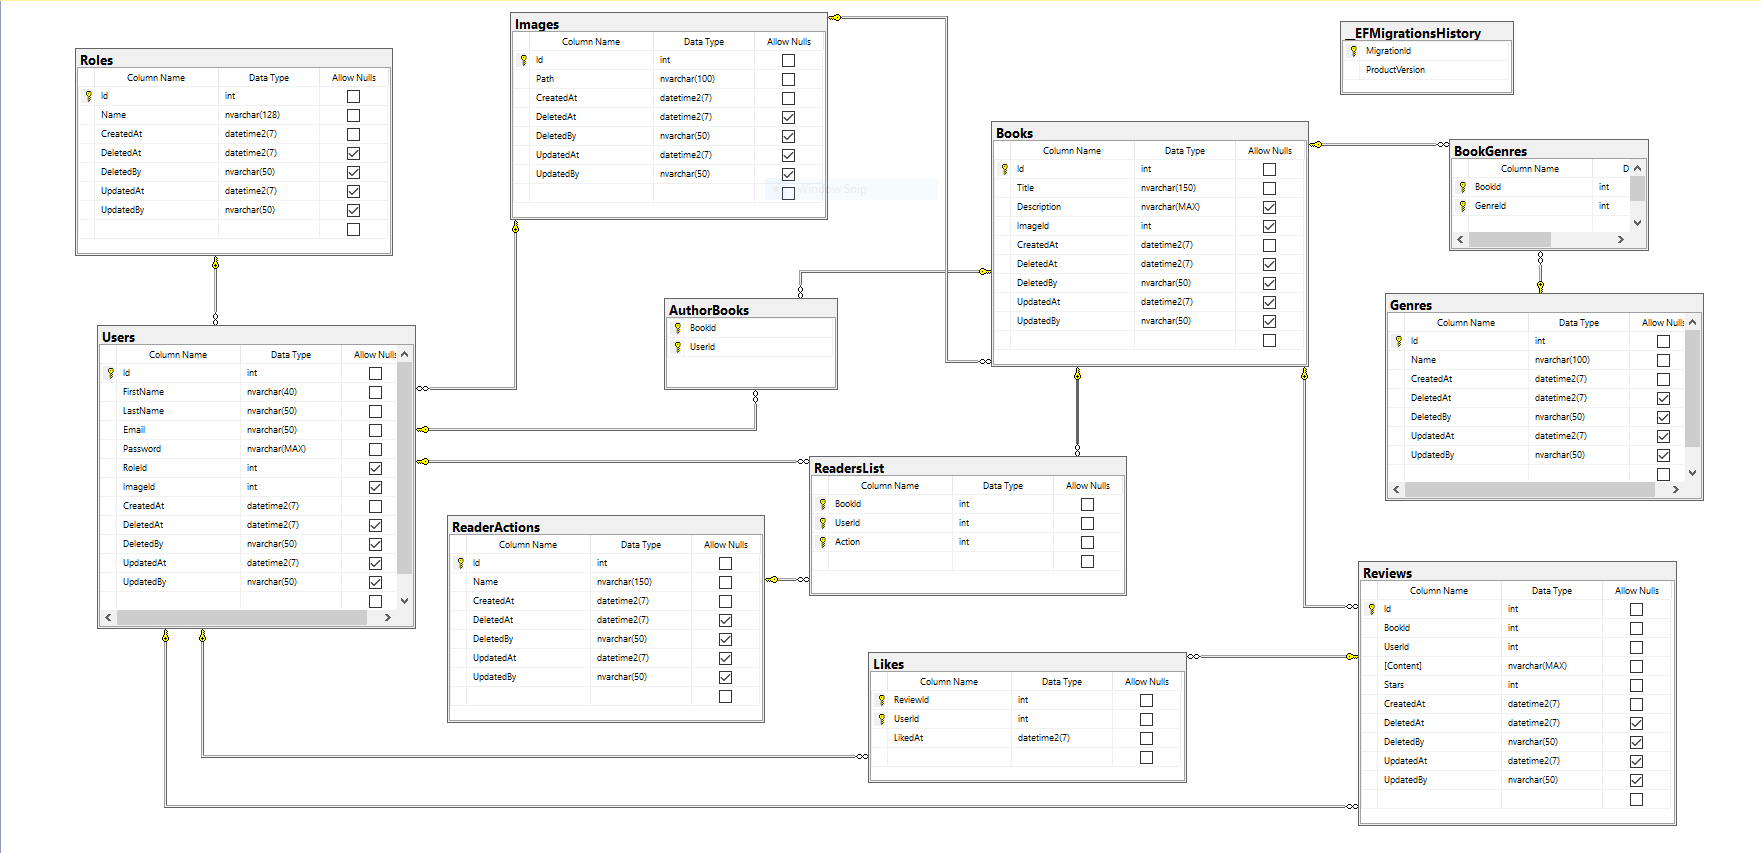 Roles
Column Name Data Type Allow Nulls
Id int
Name nvarchar(128)
CreatedAt datetime2(7)
DeletedAt datetime2(7)
DeletedBy nvarchar(50)
UpdatedAt datetime2(7)
UpdatedBy nvarchar(50)
Images
Column Name Data Type Allow Nulls
Id int
Path nvarchar(100)
CreatedAt datetime2(7)
DeletedAt datetime2(7)
DeletedBy nvarchar(50)
UpdatedAt datetime2(7)
UpdatedBy nvarchar(50)
Window Snip
__EFMigrationsHistory
MigrationId
ProductVersion
Books
Column Name Data Type Allow Nulls
Id int
Title nvarchar(150)
Description nvarchar(MAX)
ImageId int
CreatedAt datetime2(7)
DeletedAt datetime2(7)
DeletedBy nvarchar(50)
UpdatedAt datetime2(7)
UpdatedBy nvarchar(50)
BookGenres
Column Name D
BookId int
GenreId int
Genres
Column Name Data Type Allow Nulls
Id int
Name nvarchar(100)
CreatedAt datetime2(7)
DeletedAt datetime2(7)
DeletedBy nvarchar(50)
UpdatedAt datetime2(7)
UpdatedBy nvarchar(50)
AuthorBooks
BookId
UserId
Users
Column Name Data Type Allow Nulls
Id int
FirstName nvarchar(40)
LastName nvarchar(50)
Email nvarchar(50)
Password nvarchar(MAX)
RoleId int
ImageId int
CreatedAt datetime2(7)
DeletedAt datetime2(7)
DeletedBy nvarchar(50)
UpdatedAt datetime2(7)
UpdatedBy nvarchar(50)
ReadersList
Column Name Data Type Allow Nulls
BookId int
UserId int
Action int
ReaderActions
Column Name Data Type Allow Nulls
Id int
Name nvarchar(150)
CreatedAt datetime2(7)
DeletedAt datetime2(7)
DeletedBy nvarchar(50)
UpdatedAt datetime2(7)
UpdatedBy nvarchar(50)
Likes
Column Name Data Type Allow Nulls
ReviewId int
UserId int
LikedAt datetime2(7)
Reviews
Column Name Data Type Allow Nulls
Id int
BookId int
UserId int
[Content] nvarchar(MAX)
Stars int
CreatedAt datetime2(7)
DeletedAt datetime2(7)
DeletedBy nvarchar(50)
UpdatedAt datetime2(7)
UpdatedBy nvarchar(50)